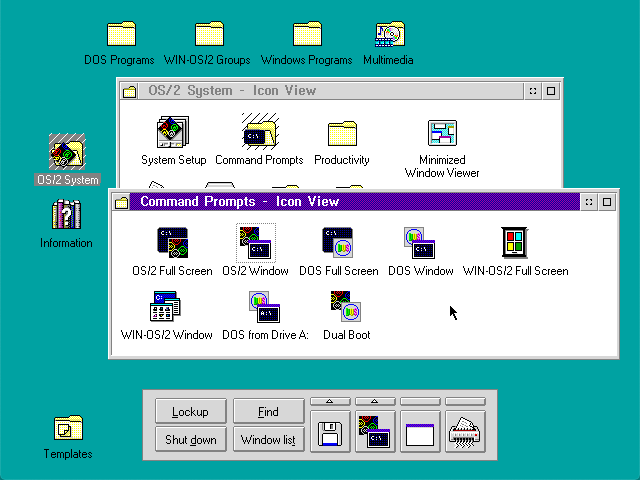 DOS Programs
WIN-OS/2 Groups
Windows Programs
Multimedia
OS/2 System - Icon View
System Setup
Command Prompts
Productivity
Minimized
Window Viewer
OS/2 System
Information
Command Prompts - Icon View
OS/2 Full Screen
OS/2 Window
DOS Full Screen
DOS Window
WIN-OS/2 Full Screen
WIN-OS/2 Window
DOS from Drive A:
Dual Boot
Lockup
Find
Shut down
Window list
Templates